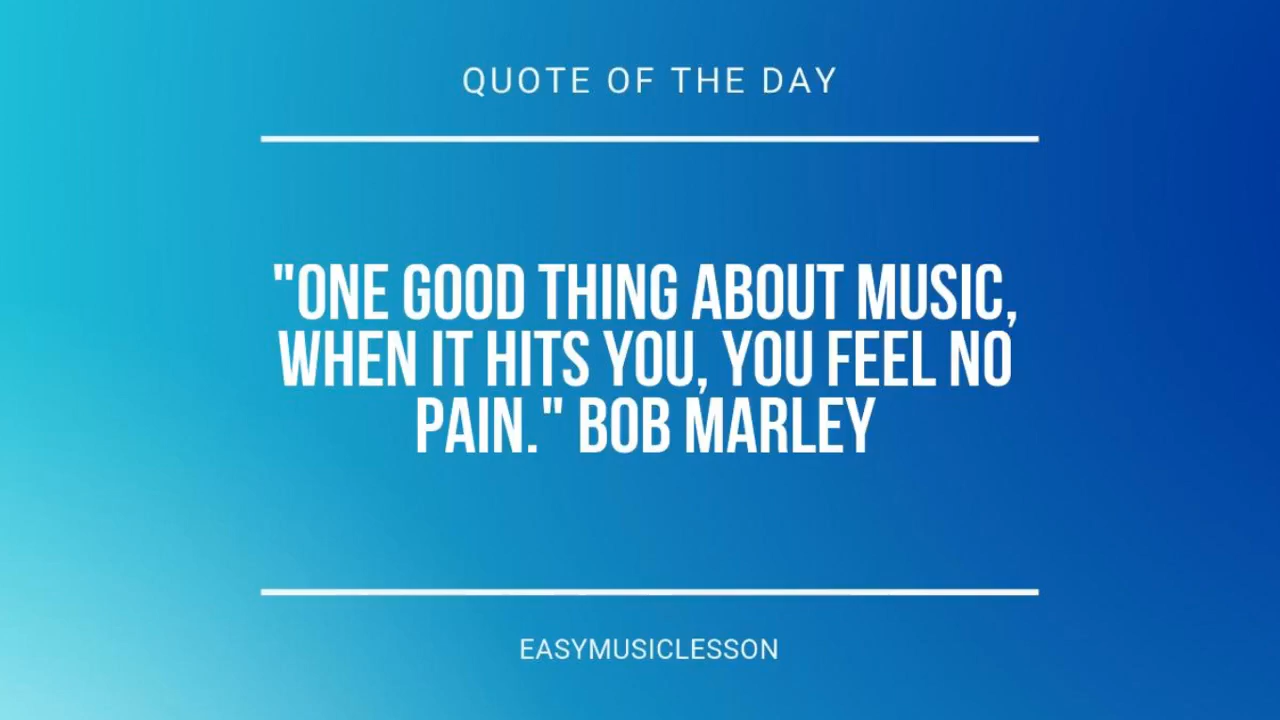 QUOTE OF THE DAY
"ONE GOOD THING ABOUT MUSIC,
WHEN IT HITS YOU, YOU FEEL NO
PAIN." BOB MARLEY
EASYMUSICLESSON